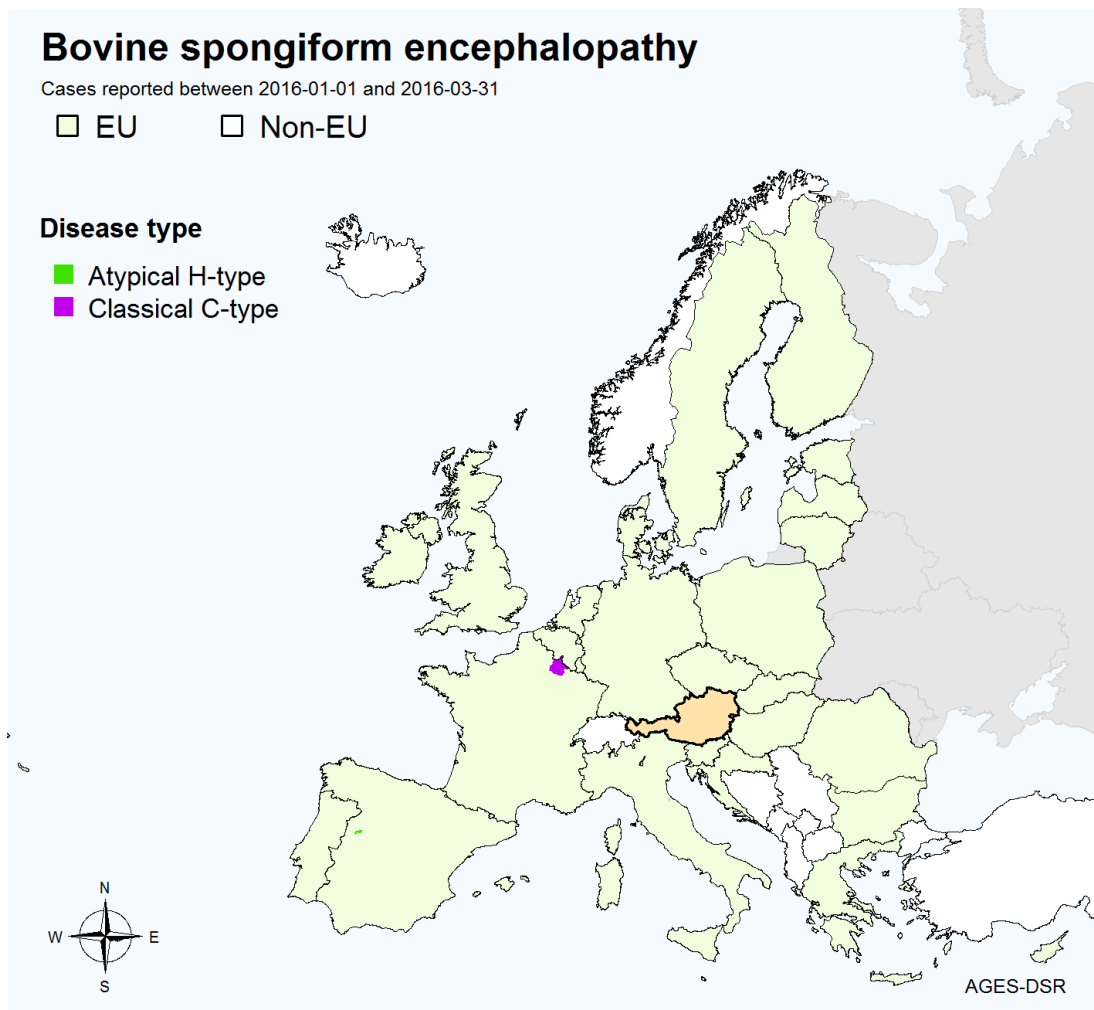 Bovine spongiform encephalopathy
Cases reported between 2016-01-01 and 2016-03-31
EU Non-EU
Disease type
Atypical H-type
Classical C-type
N
W E
S
AGES-DSR